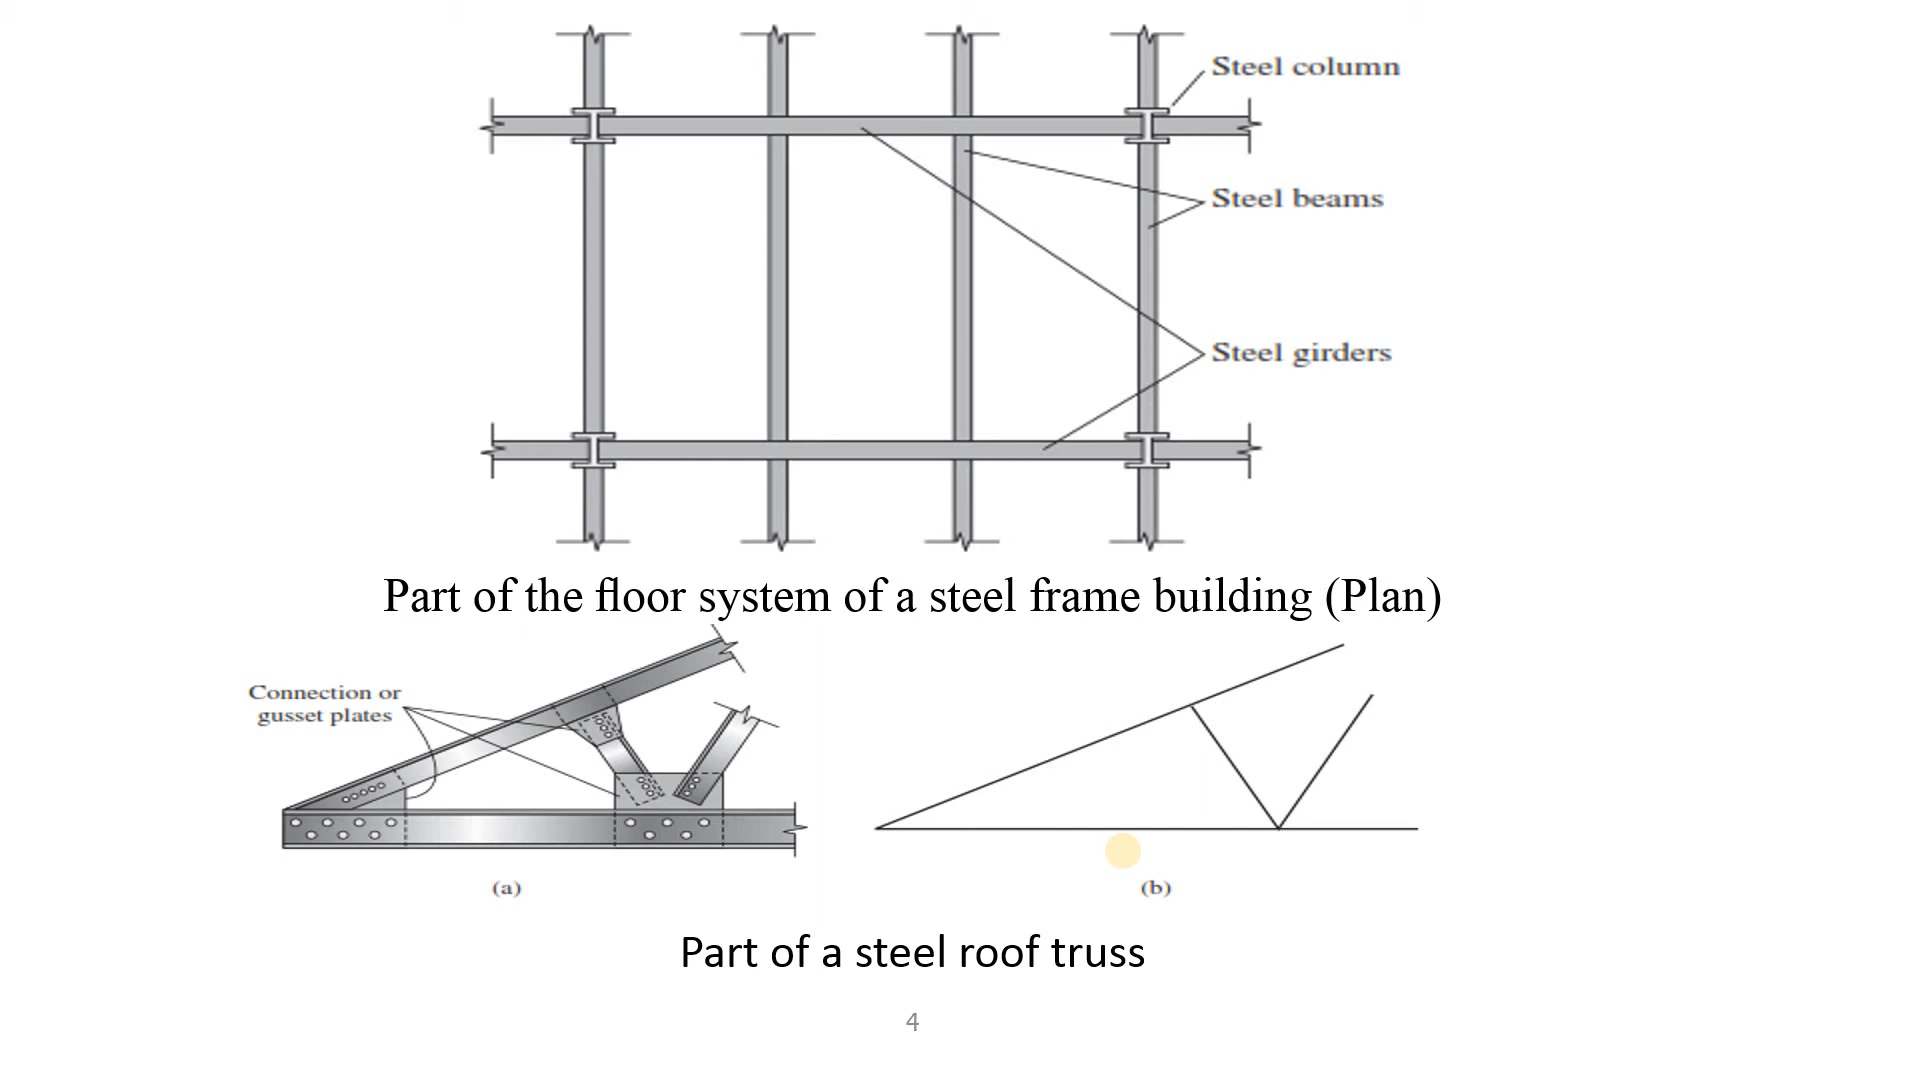 Steel column
Steel beams
Steel girders
Part of the floor system of a steel frame building (Plan)
Connection or
gusset plates
(a)
(b)
Part of a steel roof truss
4